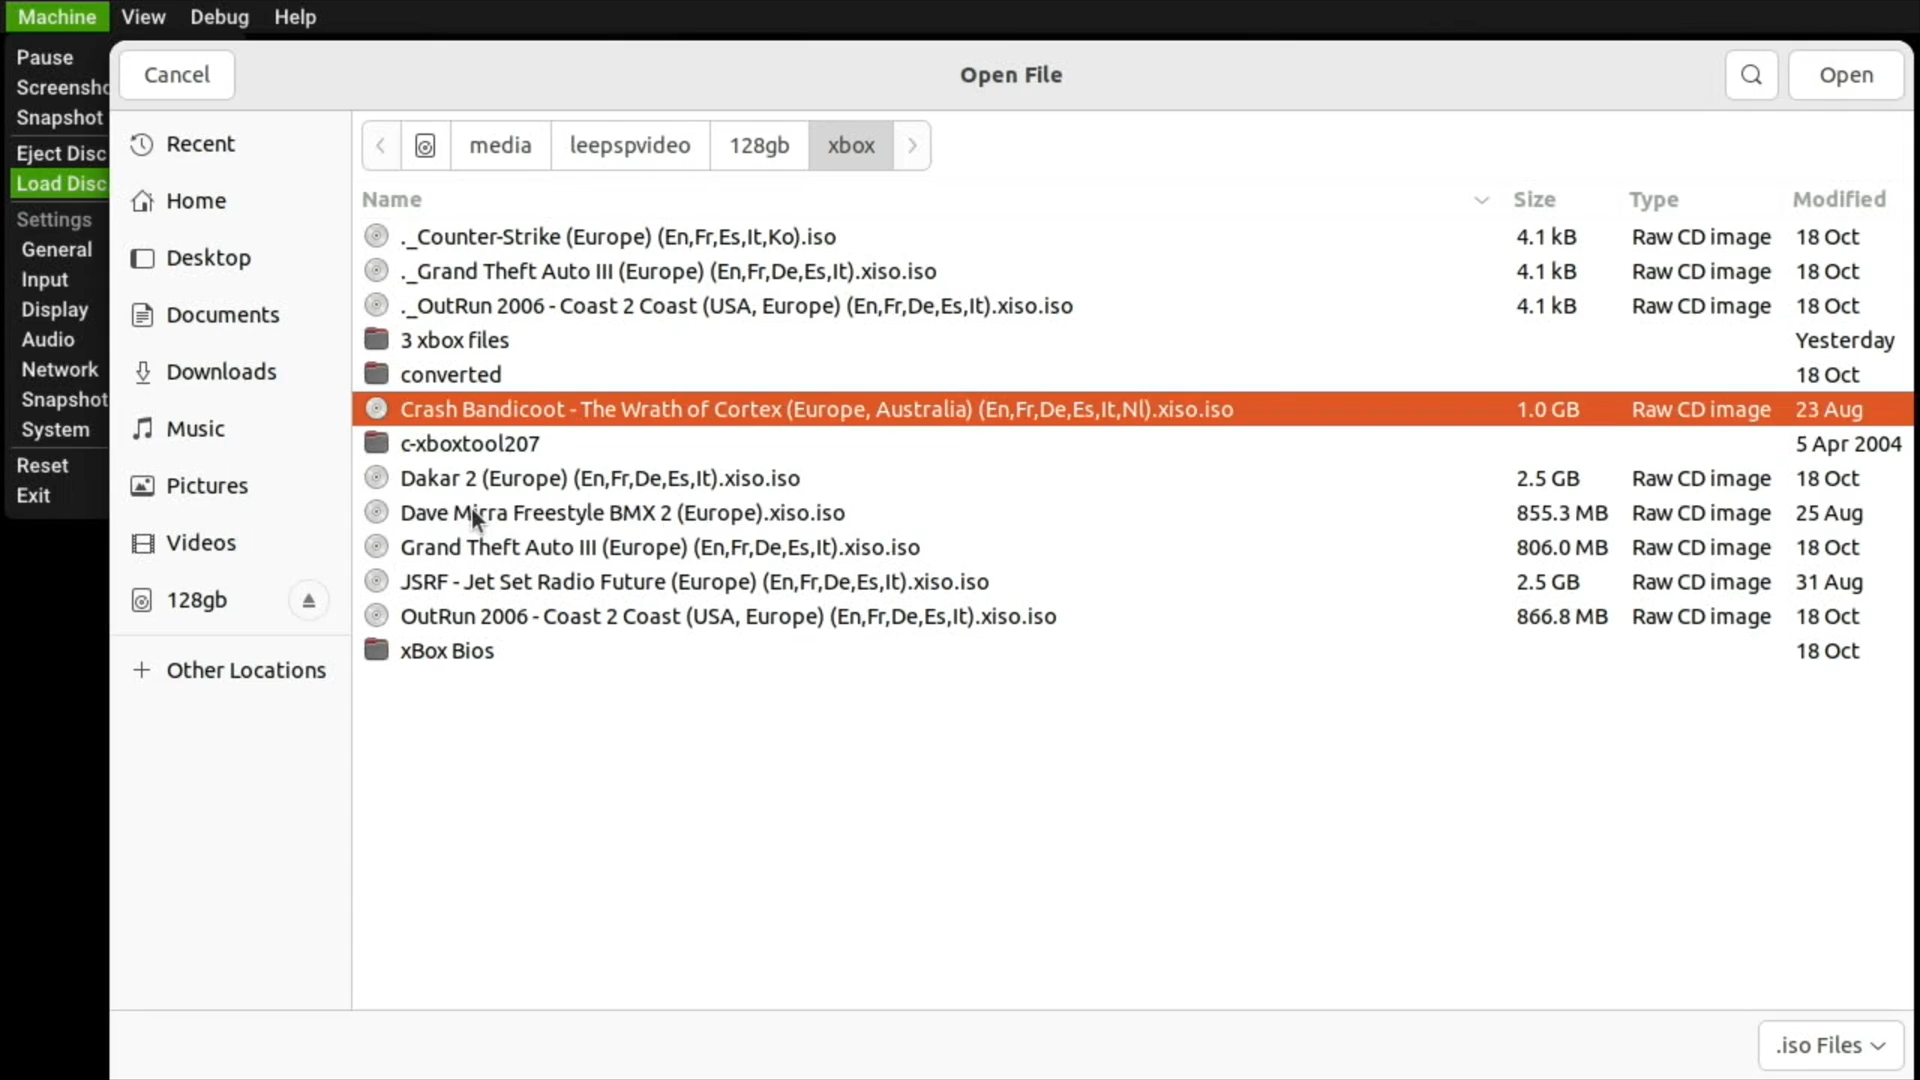 Machine View Debug Help
Pause
Screensho
Snapshot
Eject Disc
Load Disc
Settings
General
Input
Display
Audio
Network
Snapshot
System
Reset
Exit
Cancel Open File Open
Recent
Home
Desktop
Documents
Downloads
Music
Pictures
Videos
128gb
Other Locations
media leepspvideo 128gb xbox
Name Size Type Modified
._Counter-Strike (Europe) (En,Fr,Es,It,Ko).iso 4.1 kB Raw CD image 18 Oct
._Grand Theft Auto III (Europe) (En,Fr,De,Es,It).xiso.iso 4.1 kB Raw CD image 18 Oct
._OutRun 2006 - Coast 2 Coast (USA, Europe) (En,Fr,De,Es,It).xiso.iso 4.1 kB Raw CD image 18 Oct
3 xbox files Yesterday
converted 18 Oct
Crash Bandicoot - The Wrath of Cortex (Europe, Australia) (En,Fr,De,Es,It,Nl).xiso.iso 1.0 GB Raw CD image 23 Aug
c-xboxtool207 5 Apr 2004
Dakar 2 (Europe) (En,Fr,De,Es,It).xiso.iso 2.5 GB Raw CD image 18 Oct
Dave Mirra Freestyle BMX 2 (Europe).xiso.iso 855.3 MB Raw CD image 25 Aug
Grand Theft Auto III (Europe) (En,Fr,De,Es,It).xiso.iso 806.0 MB Raw CD image 18 Oct
JSRF - Jet Set Radio Future (Europe) (En,Fr,De,Es,It).xiso.iso 2.5 GB Raw CD image 31 Aug
OutRun 2006 - Coast 2 Coast (USA, Europe) (En,Fr,De,Es,It).xiso.iso 866.8 MB Raw CD image 18 Oct
xBox Bios 18 Oct
.iso Files